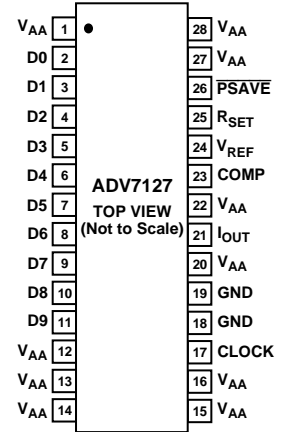 VAA 1 28 VAA
D0 2 27 VAA
D1 3 26 PSAVE
D2 4 25 RSET
D3 5 24 VREF
D4 6 23 COMP
ADV7127
D5 7 22 VAA
TOP VIEW
D6 8 (Not to Scale) 21 IOUT
D7 9 20 VAA
D8 10 19 GND
D9 11 18 GND
VAA 12 17 CLOCK
VAA 13 16 VAA
VAA 14 15 VAA